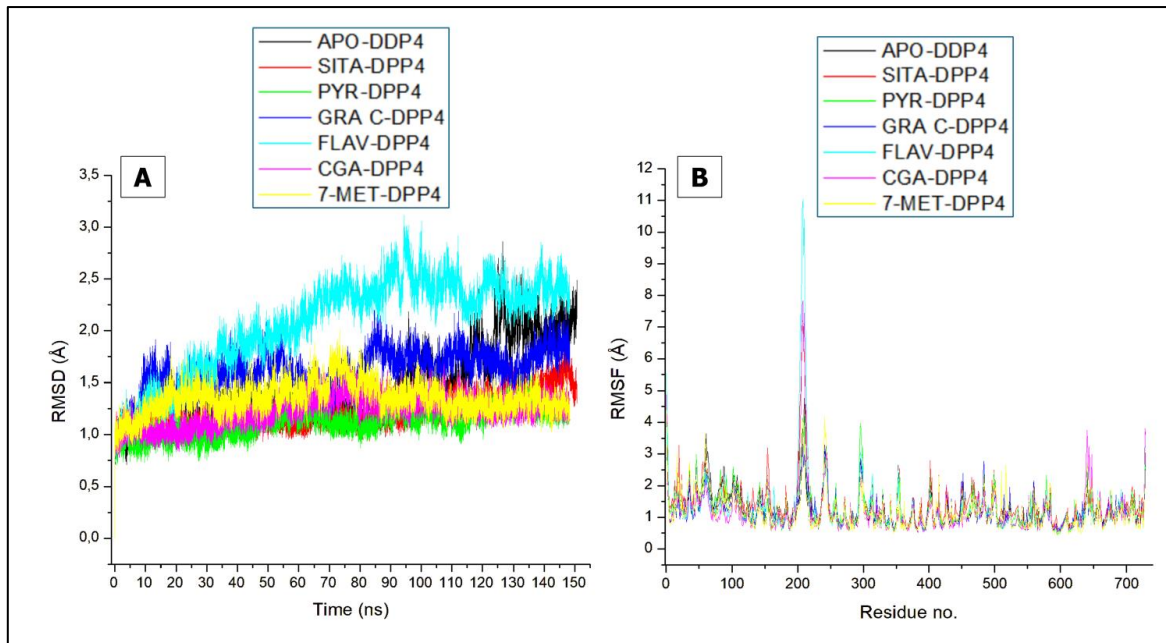 APO-DDP4
SITA-DPP4
PYR-DPP4
GRA C-DPP4
FLAV-DPP4
CGA-DPP4
7-MET-DPP4
A
3,5
3,0
2,5
2,0
1,5
1,0
0,5
0,0
RMSD (Å)
0 10 20 30 40 50 60 70 80 90 100 110 120 130 140 150
Time (ns)
APO-DDP4
SITA-DPP4
PYR-DPP4
GRA C-DPP4
FLAV-DPP4
CGA-DPP4
7-MET-DPP4
B
12
11
10
9
8
7
6
5
4
3
2
1
0
RMSF (Å)
0 100 200 300 400 500 600 700
Residue no.